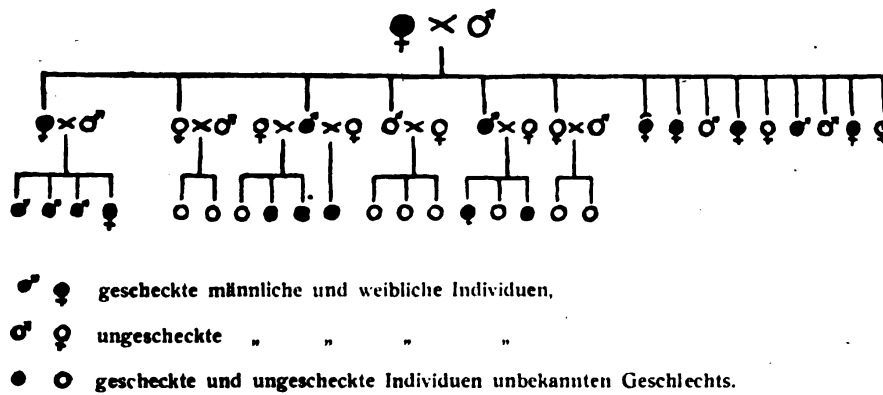 gescheckte männliche und weibliche Individuen,
ungescheckte „ „ „ „
gescheckte und ungescheckte Individuen unbekannten Geschlechts.